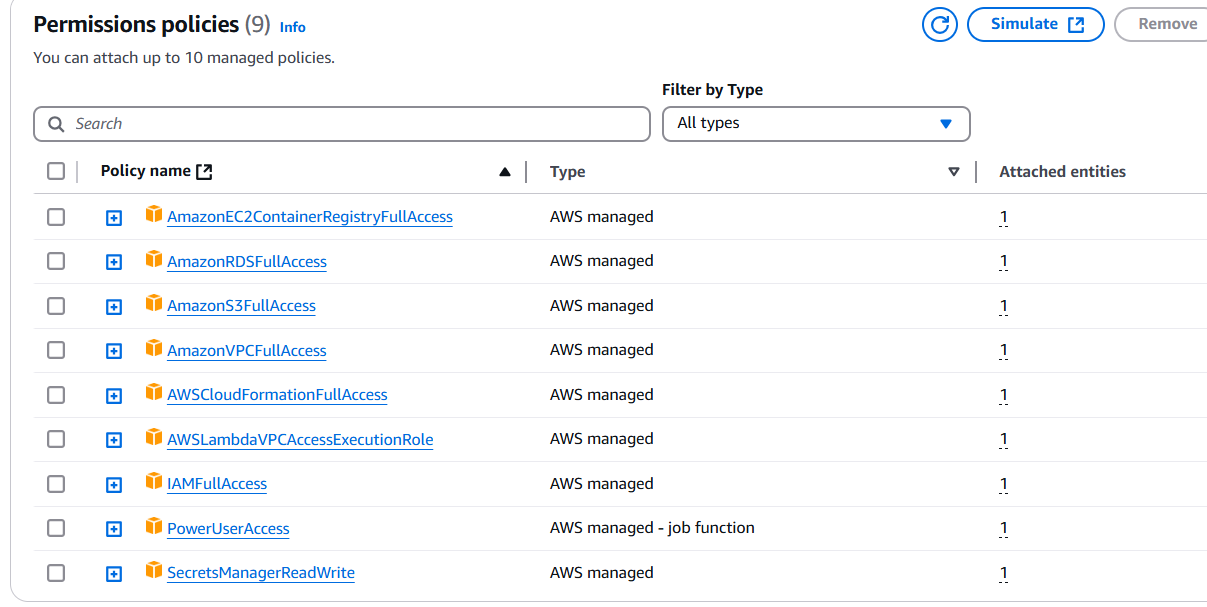 Permissions policies (9) Info
Simulate
Remove
You can attach up to 10 managed policies.
Filter by Type
Search
All types
Policy name
Type
Attached entities
AmazonEC2ContainerRegistryFullAccess AWS managed 1
AmazonRDSFullAccess AWS managed 1
AmazonS3FullAccess AWS managed 1
AmazonVPCFullAccess AWS managed 1
AWSCloudFormationFullAccess AWS managed 1
AWSLambdaVPCAccessExecutionRole AWS managed 1
IAMFullAccess AWS managed 1
PowerUserAccess AWS managed - job function 1
SecretsManagerReadWrite AWS managed 1